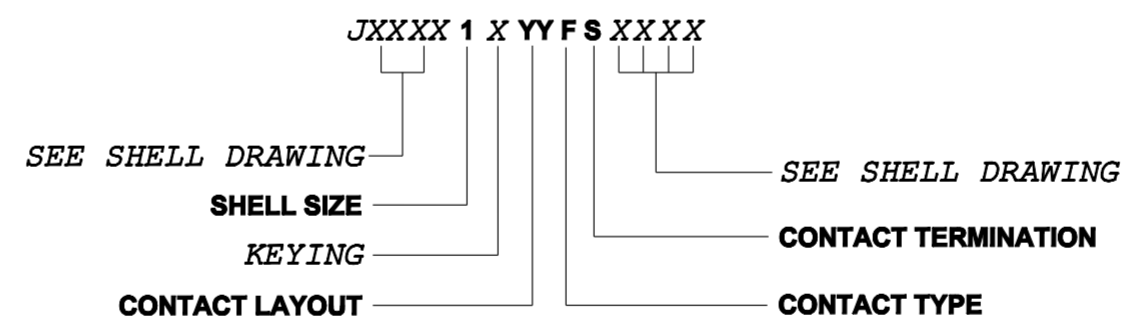 JXXXX 1 X YY F S XXXX
SEE SHELL DRAWING
SEE SHELL DRAWING
SHELL SIZE
CONTACT TERMINATION
KEYING
CONTACT LAYOUT
CONTACT TYPE